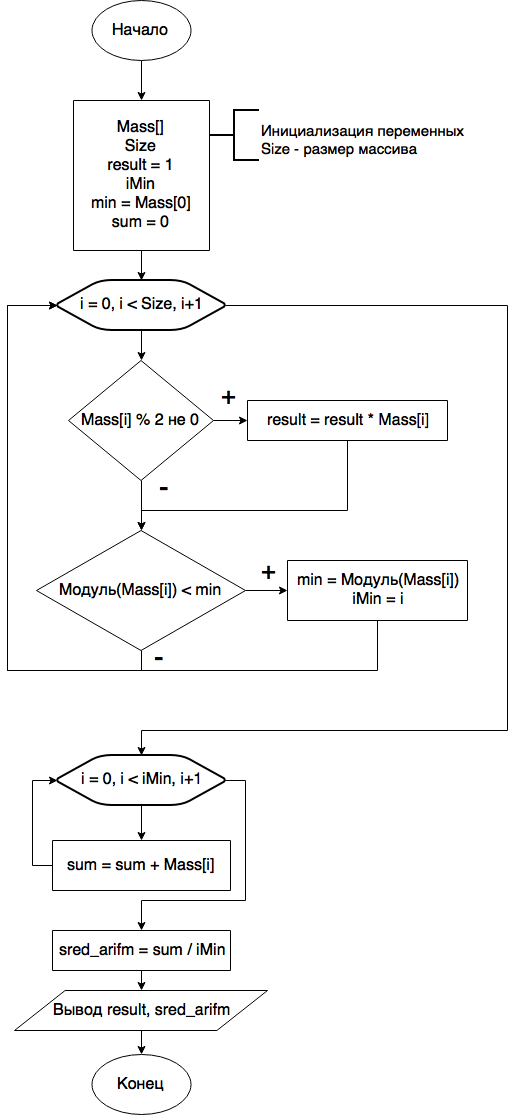 Начало
Mass[]
Size
result = 1
iMin
min = Mass[0]
sum = 0
Инициализация переменных
Size - размер массива
i = 0, i < Size, i+1
Mass[i] % 2 не 0
+
result = result * Mass[i]
-
Модуль(Mass[i]) < min
+
min = Модуль(Mass[i])
iMin = i
-
i = 0, i < iMin, i+1
sum = sum + Mass[i]
sred_arifm = sum / iMin
Вывод result, sred_arifm
Конец